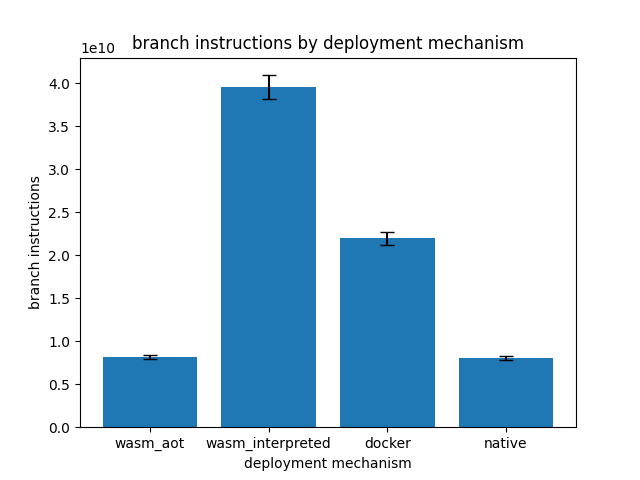 branch instructions by deployment mechanism
1e10
4.0
3.5
3.0
2.5
2.0
1.5
1.0
0.5
0.0
branch instructions
wasm_aot wasm_interpreted docker native
deployment mechanism